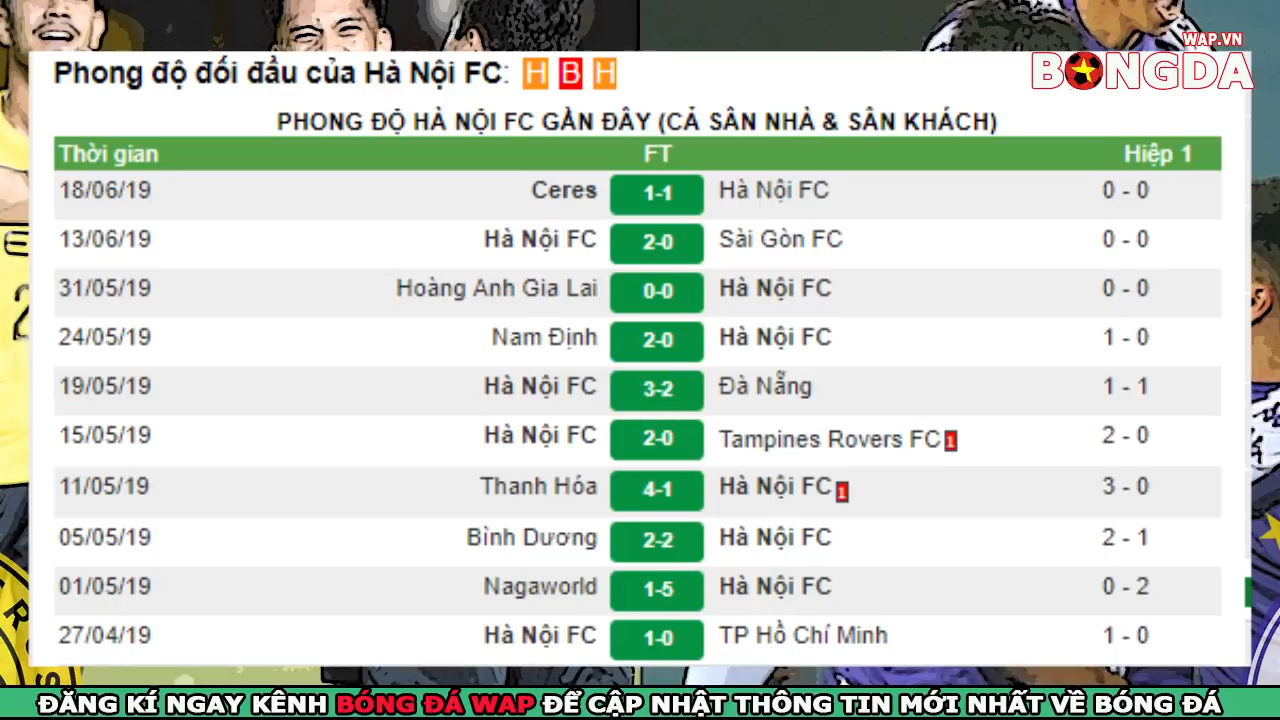 WAP.VN
BONGDA
Phong độ đối đầu của Hà Nội FC: H B H
PHONG ĐỘ HÀ NỘI FC GẦN ĐÂY (CẢ SÂN NHÀ & SÂN KHÁCH)
Thời gian FT Hiệp 1
18/06/19 Ceres 1-1 Hà Nội FC 0 - 0
13/06/19 Hà Nội FC 2-0 Sài Gòn FC 0 - 0
31/05/19 Hoàng Anh Gia Lai 0-0 Hà Nội FC 0 - 0
24/05/19 Nam Định 2-0 Hà Nội FC 1 - 0
19/05/19 Hà Nội FC 3-2 Đà Nẵng 1 - 1
15/05/19 Hà Nội FC 2-0 Tampines Rovers FC 1 2 - 0
11/05/19 Thanh Hóa 4-1 Hà Nội FC 1 3 - 0
05/05/19 Bình Dương 2-2 Hà Nội FC 2 - 1
01/05/19 Nagaworld 1-5 Hà Nội FC 0 - 2
27/04/19 Hà Nội FC 1-0 TP Hồ Chí Minh 1 - 0
ĐĂNG KÍ NGAY KÊNH BÓNG ĐÁ WAP ĐỂ CẬP NHẬT THÔNG TIN MỚI NHẤT VỀ BÓNG ĐÁ